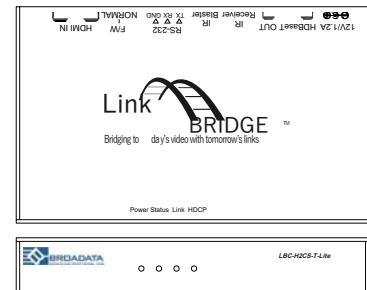 HDMI IN
F/W NORMAL
RS-232
TX RX GND
IR Blaster
IR Receiver
HDBaseT OUT
12V/1.2A
Link
BRIDGE ™
Bridging to day's video with tomorrow's links
Power Status Link HDCP
BROADATA
LBC-H2CS-T-Lite